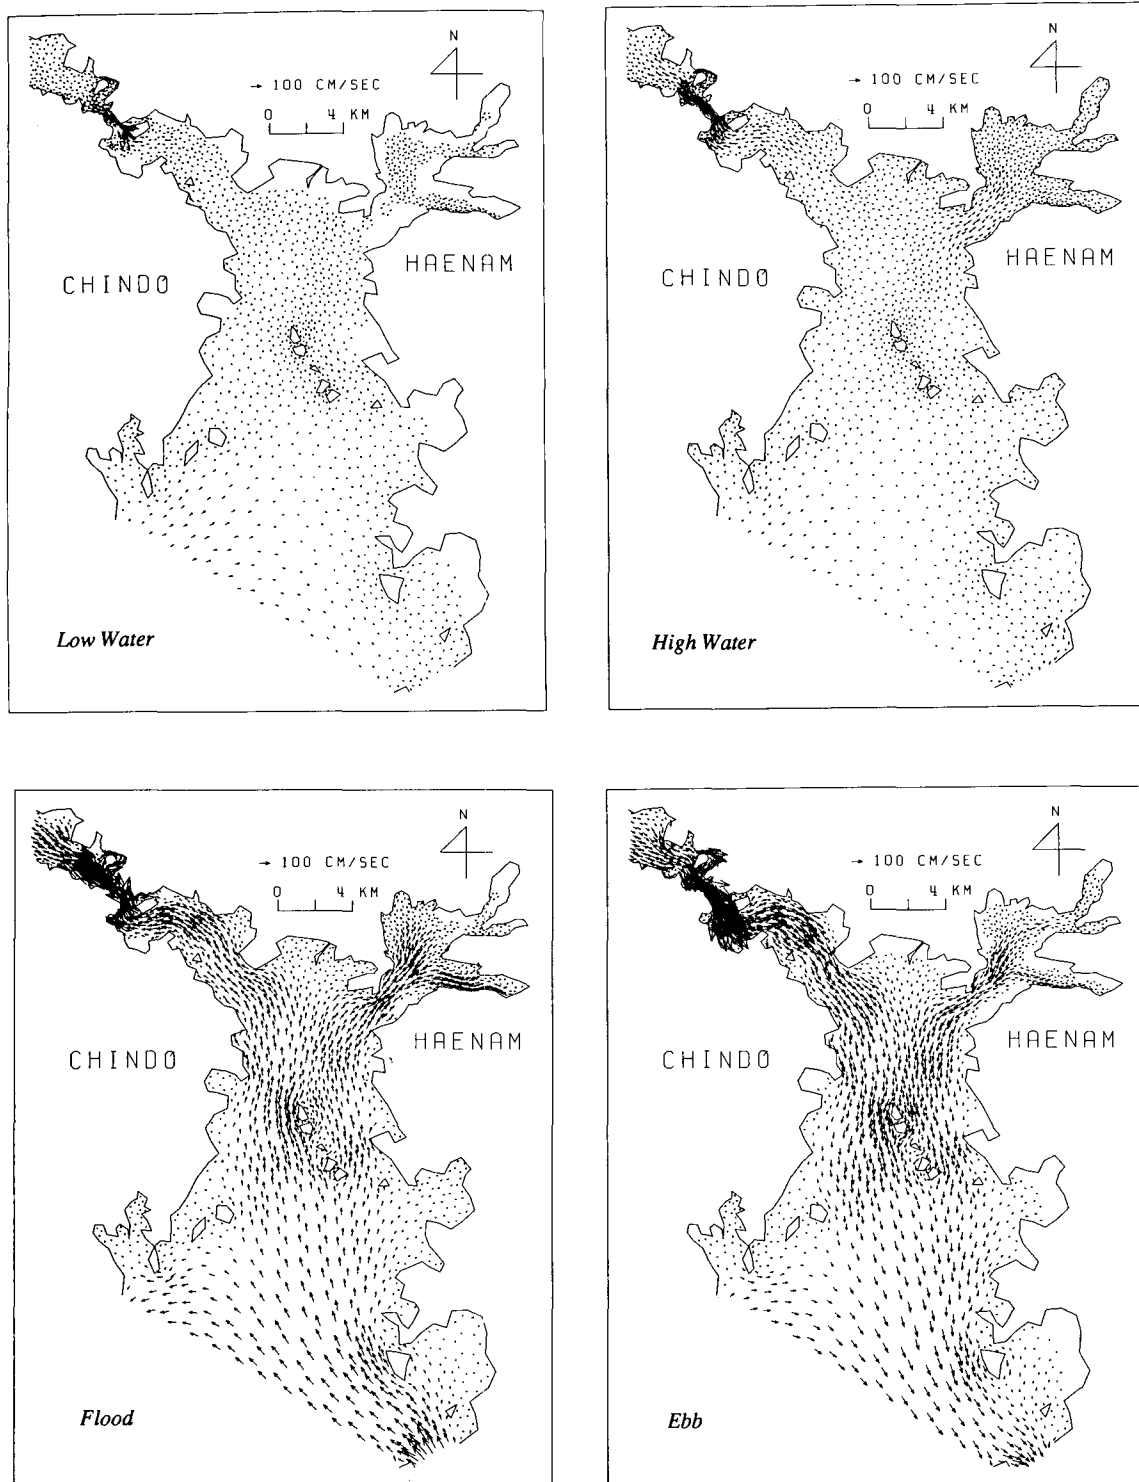 N
→ 100 CM/SEC
0 4 KM
CHINDO
HAENAM
Low Water
N
→ 100 CM/SEC
0 4 KM
CHINDO
HAENAM
High Water
N
→ 100 CM/SEC
0 4 KM
CHINDO
HAENAM
Flood
N
→ 100 CM/SEC
0 4 KM
CHINDO
HAENAM
Ebb